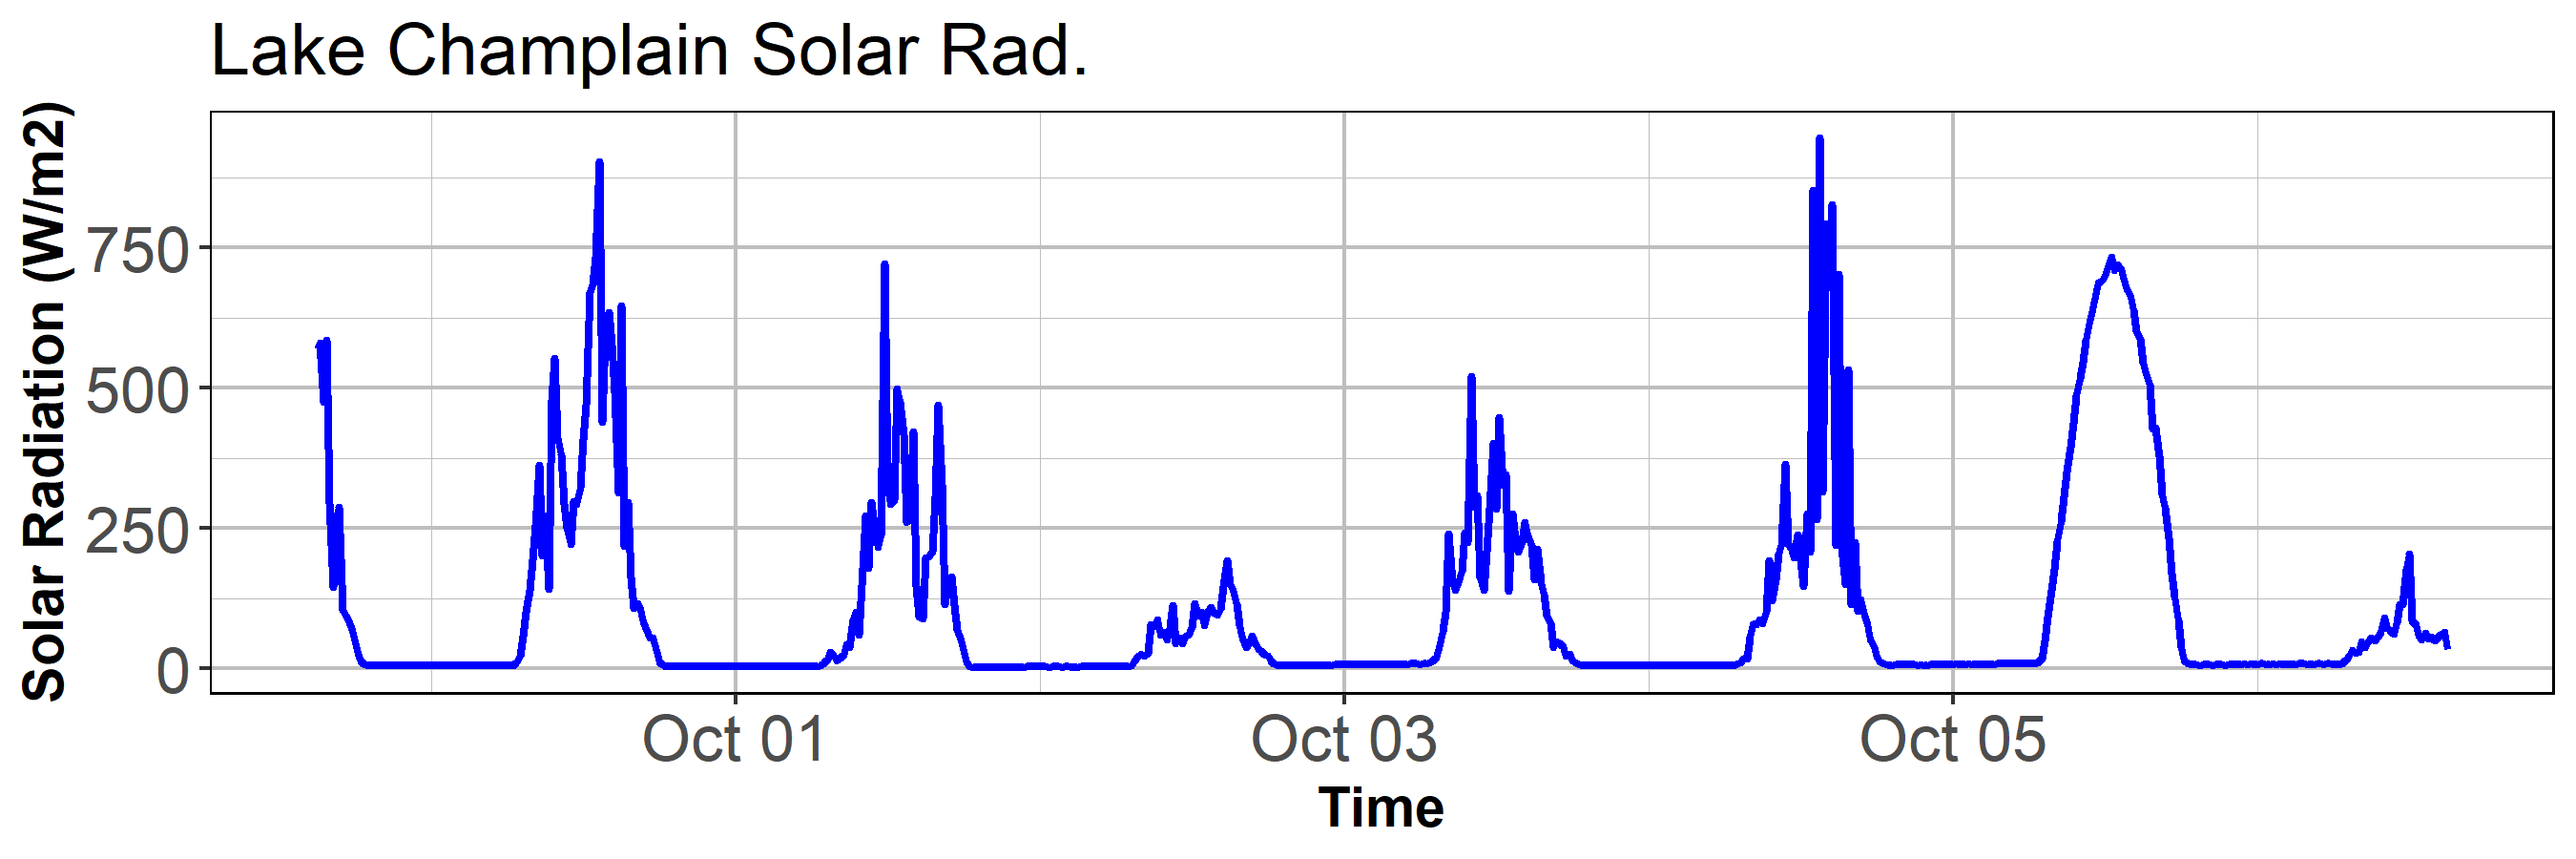 Lake Champlain Solar Rad.
Solar Radiation (W/m2)
750
500
250
0
Oct 01
Oct 03
Oct 05
Time